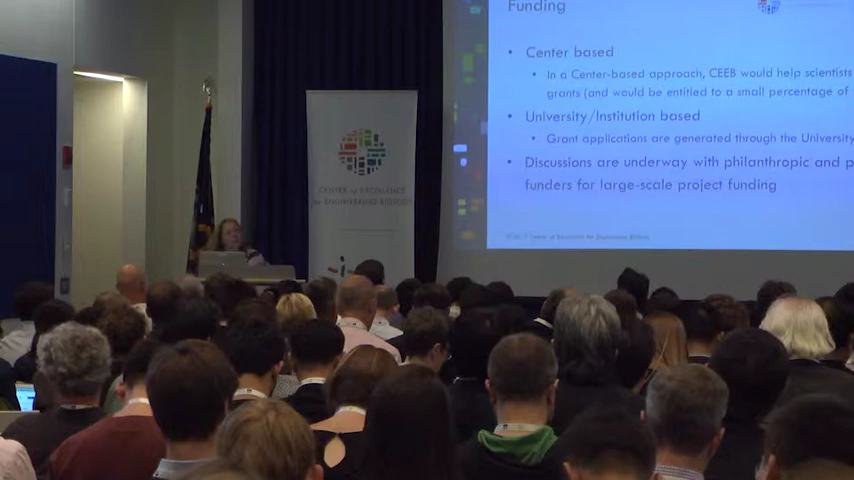 Funding
• Center based
• In a Center-based approach, CEEB would help scientists
grants (and would be entitled to a small percentage of
• University/Institution based
• Grant applications are generated through the University
• Discussions are underway with philanthropic and p
funders for large-scale project funding
CENTER of EXCELLENCE
for ENGINEERING BIOLOGY